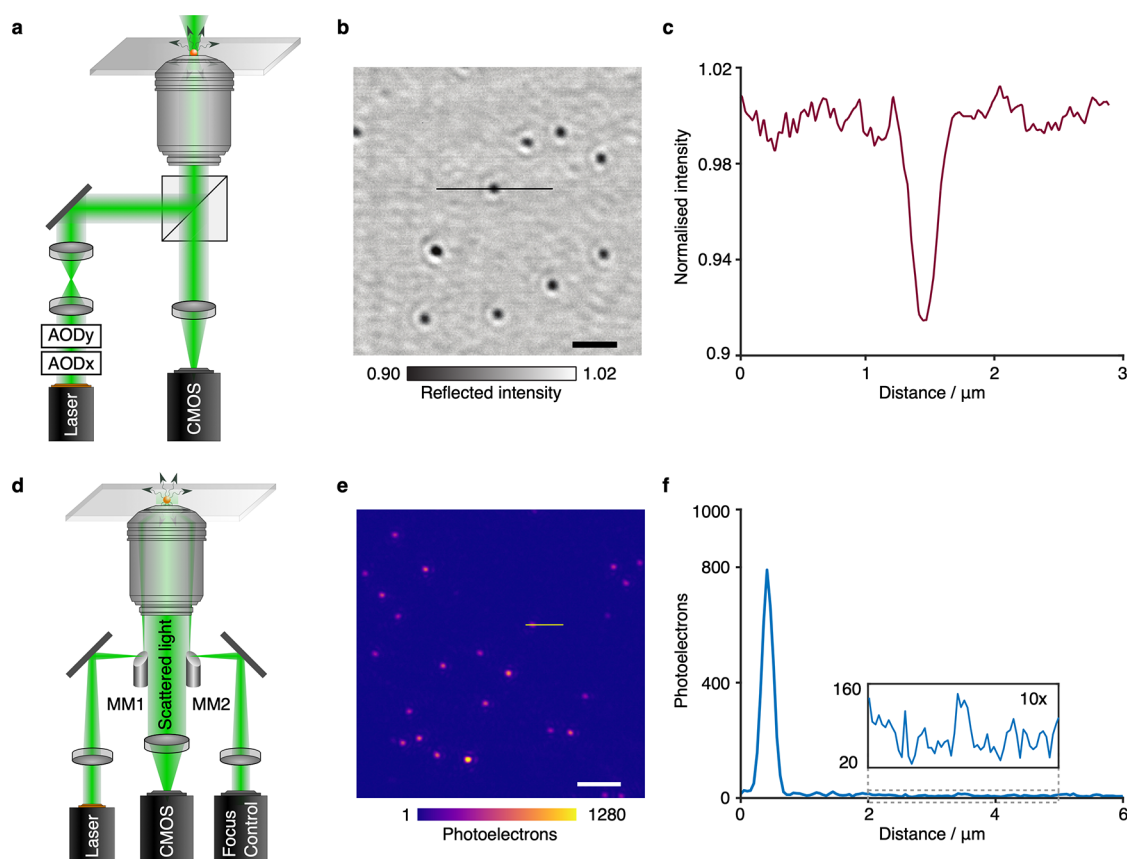 a
AODy
AODx
Laser
CMOS
b
0.90
1.02
Reflected intensity
c
1.02
0.98
0.94
0.9
Normalised intensity
0
1
2
3
Distance / µm
d
MM1
Scattered light
MM2
Laser
CMOS
Focus
Control
e
1
1280
Photoelectrons
f
1000
800
400
0
Photoelectrons
160
20
10x
0
2
4
6
Distance / µm